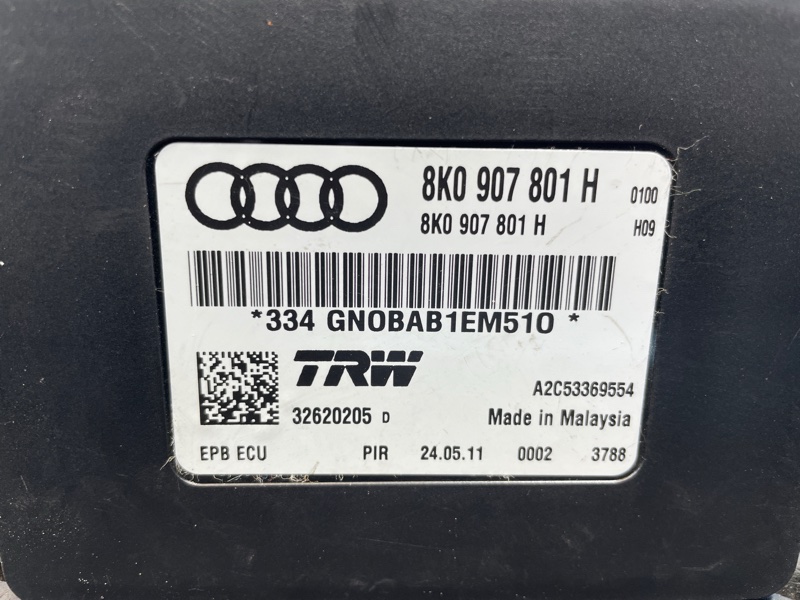 8K0 907 801 H 0100
8K0 907 801 H H09
*334 GN0BAB1EM510 *
TRW
A2C53369554
32620205 D Made in Malaysia
EPB ECU PIR 24.05.11 0002 3788